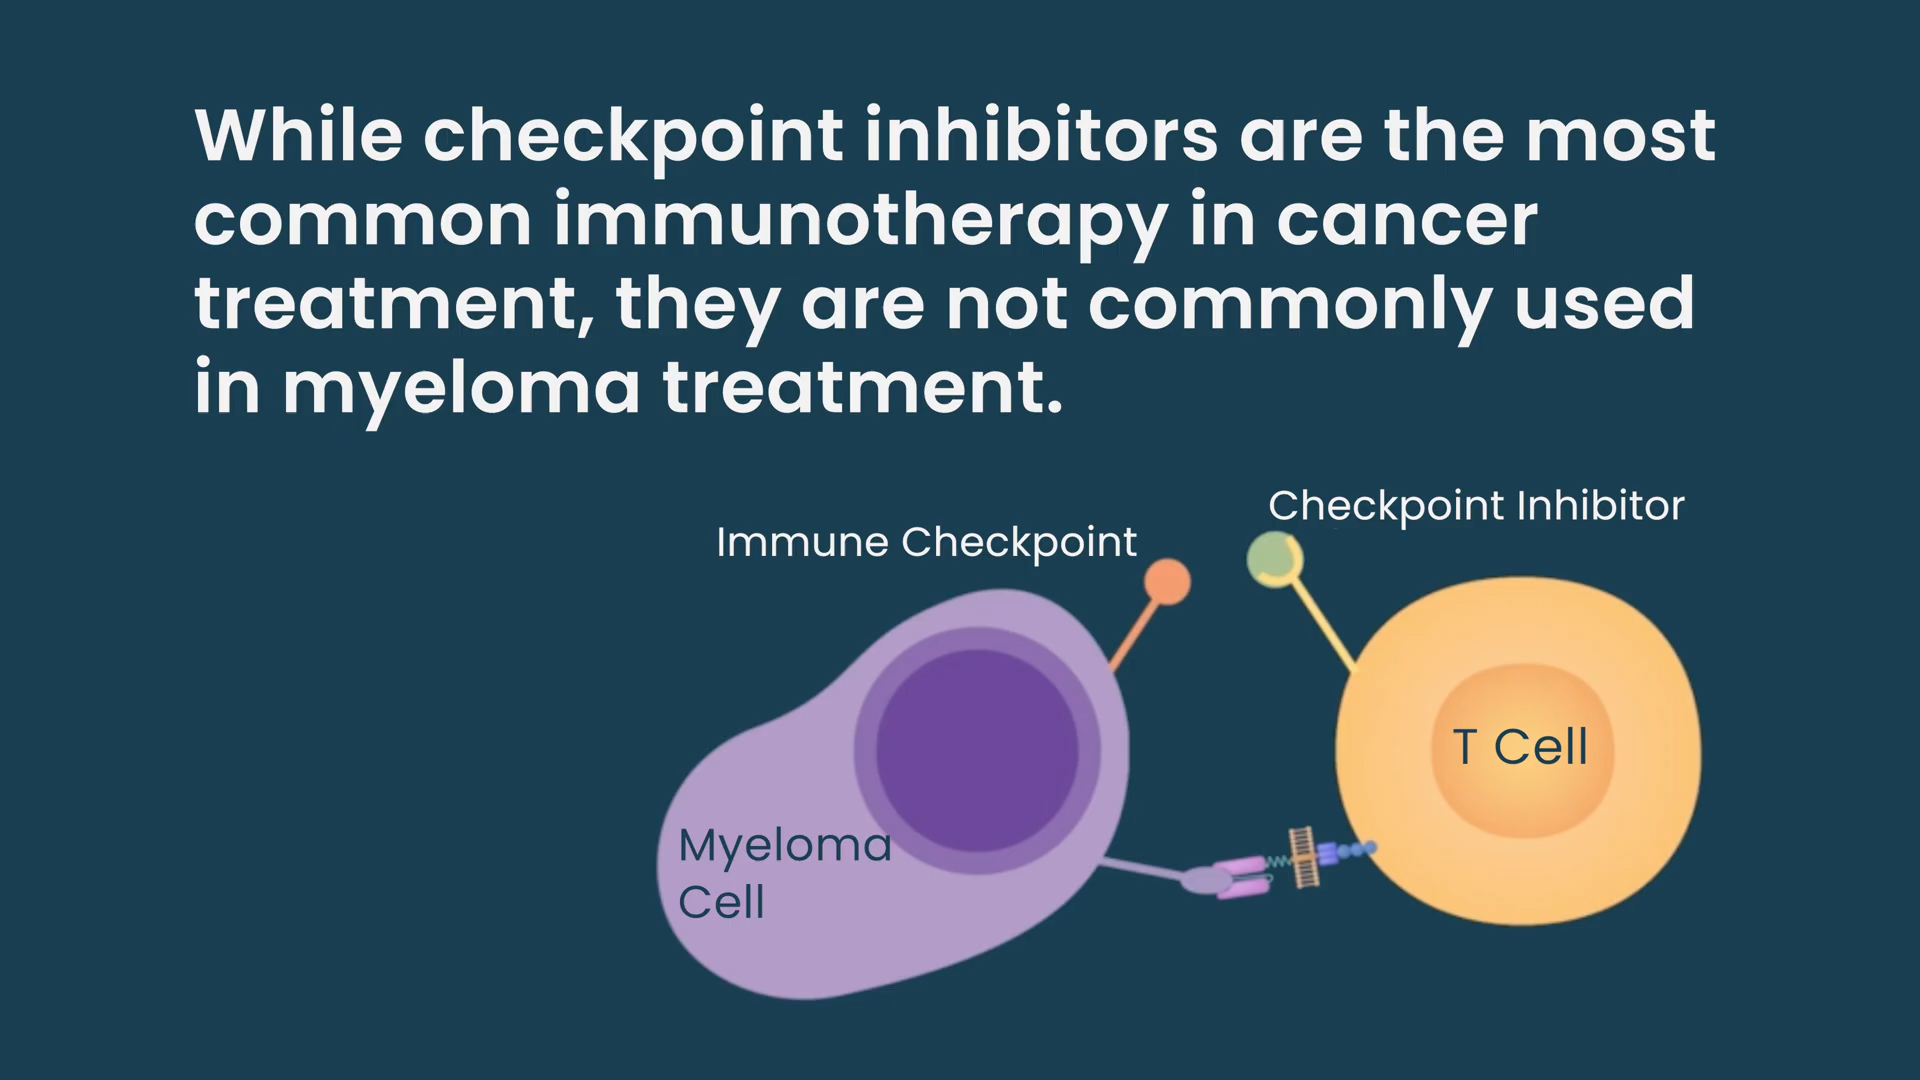 While checkpoint inhibitors are the most
common immunotherapy in cancer
treatment, they are not commonly used
in myeloma treatment.
Checkpoint Inhibitor
Immune Checkpoint
T Cell
Myeloma
Cell